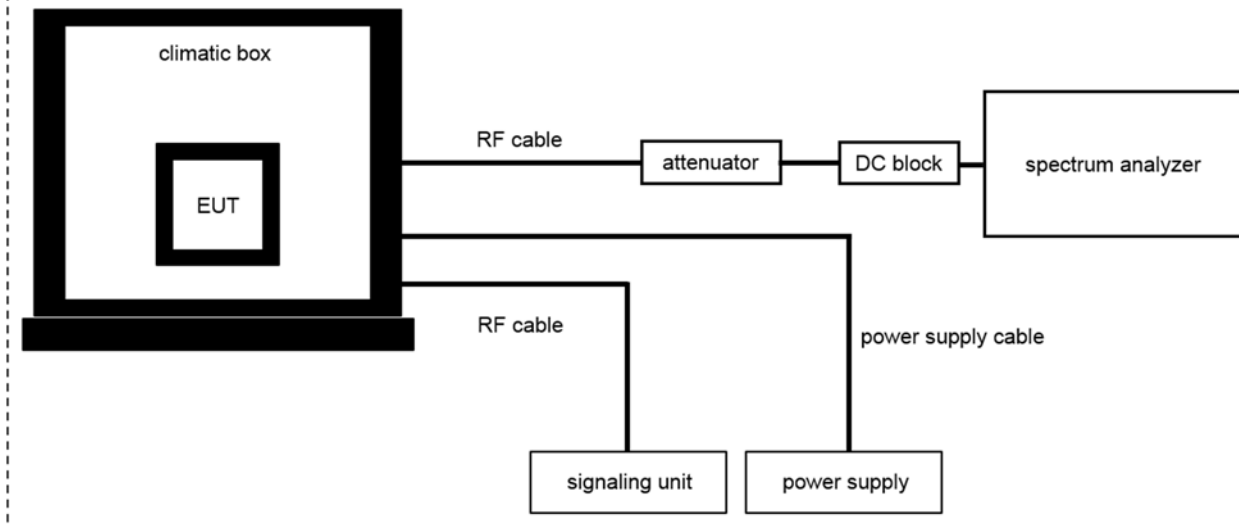 climatic box
RF cable
attenuator
DC block
spectrum analyzer
EUT
RF cable
power supply cable
signaling unit
power supply